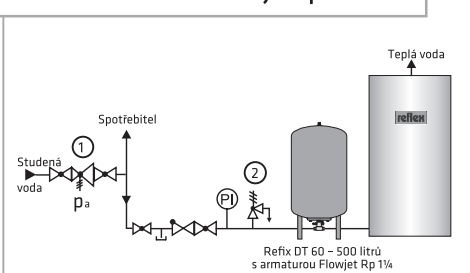 Teplá voda
reflex
Spotřebitel
1
Studená
voda
pa
2
PI
Refix DT 60 – 500 litrů
s armaturou Flowjet Rp 1¼